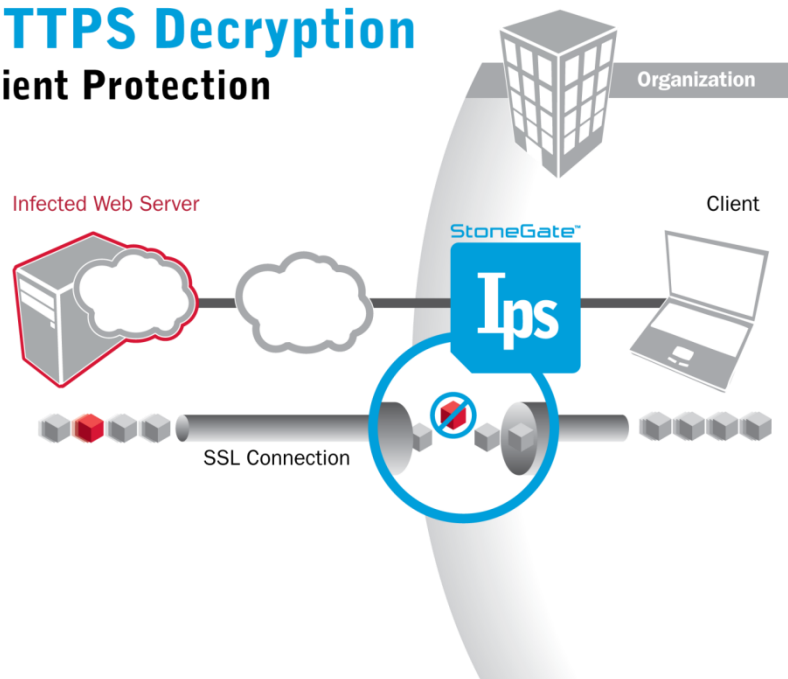 TTPS Decryption
ient Protection
Organization
Infected Web Server
Client
StoneGate™
Ips
SSL Connection